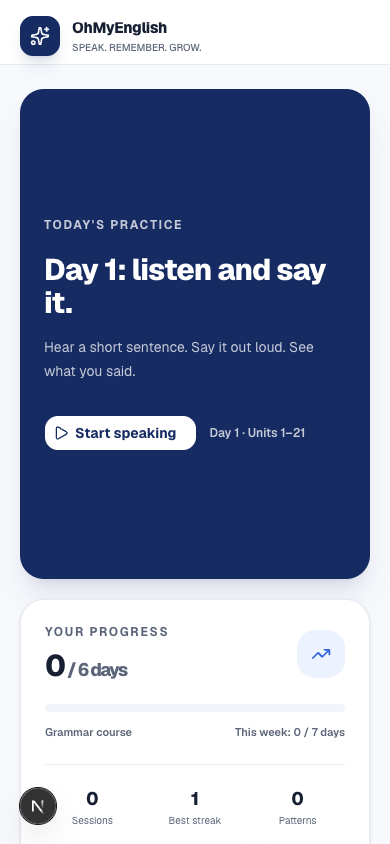 OhMyEnglish
SPEAK. REMEMBER. GROW.
TODAY'S PRACTICE
Day 1: listen and say
it.
Hear a short sentence. Say it out loud. See
what you said.
Start speaking
Day 1 · Units 1–21
YOUR PROGRESS
0 / 6 days
Grammar course
This week: 0 / 7 days
0
Sessions
1
Best streak
0
Patterns
N